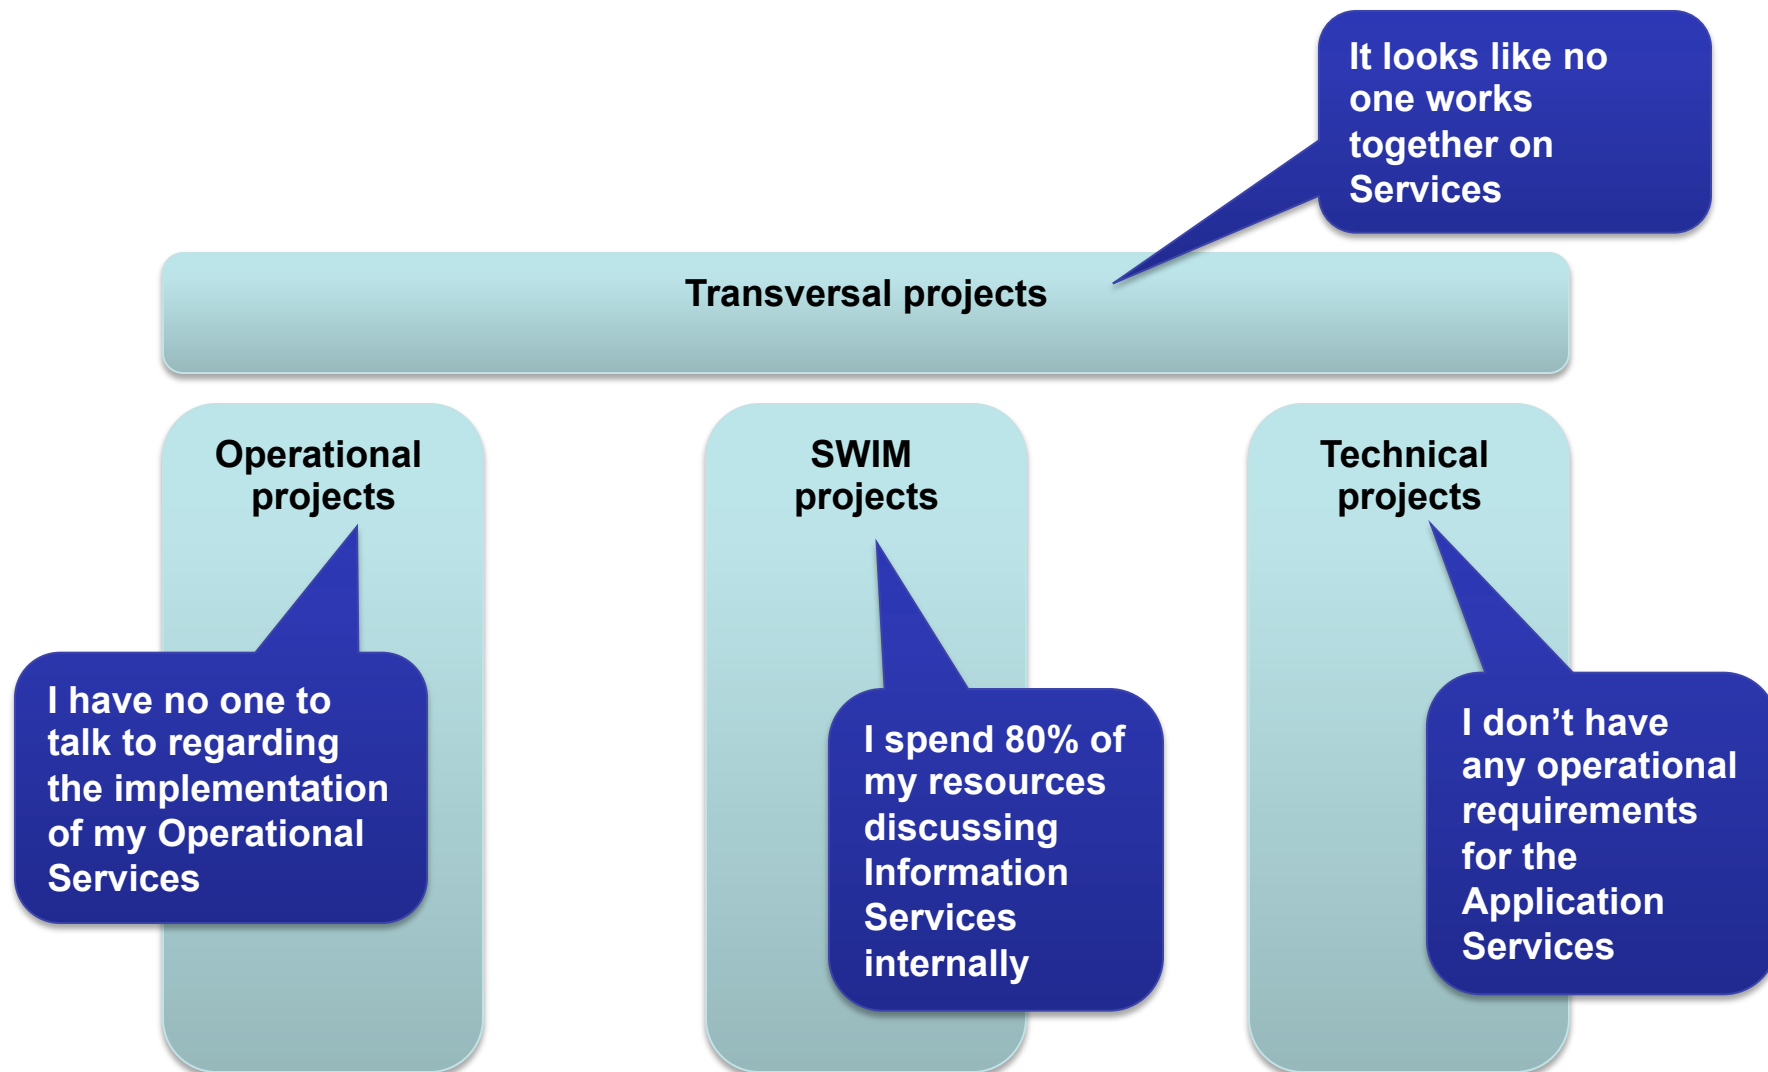 It looks like no
one works
together on
Services
Transversal projects
Operational
projects
SWIM
projects
Technical
projects
I have no one to
talk to regarding
the implementation
of my Operational
Services
I spend 80% of
my resources
discussing
Information
Services
internally
I don’t have
any operational
requirements
for the
Application
Services